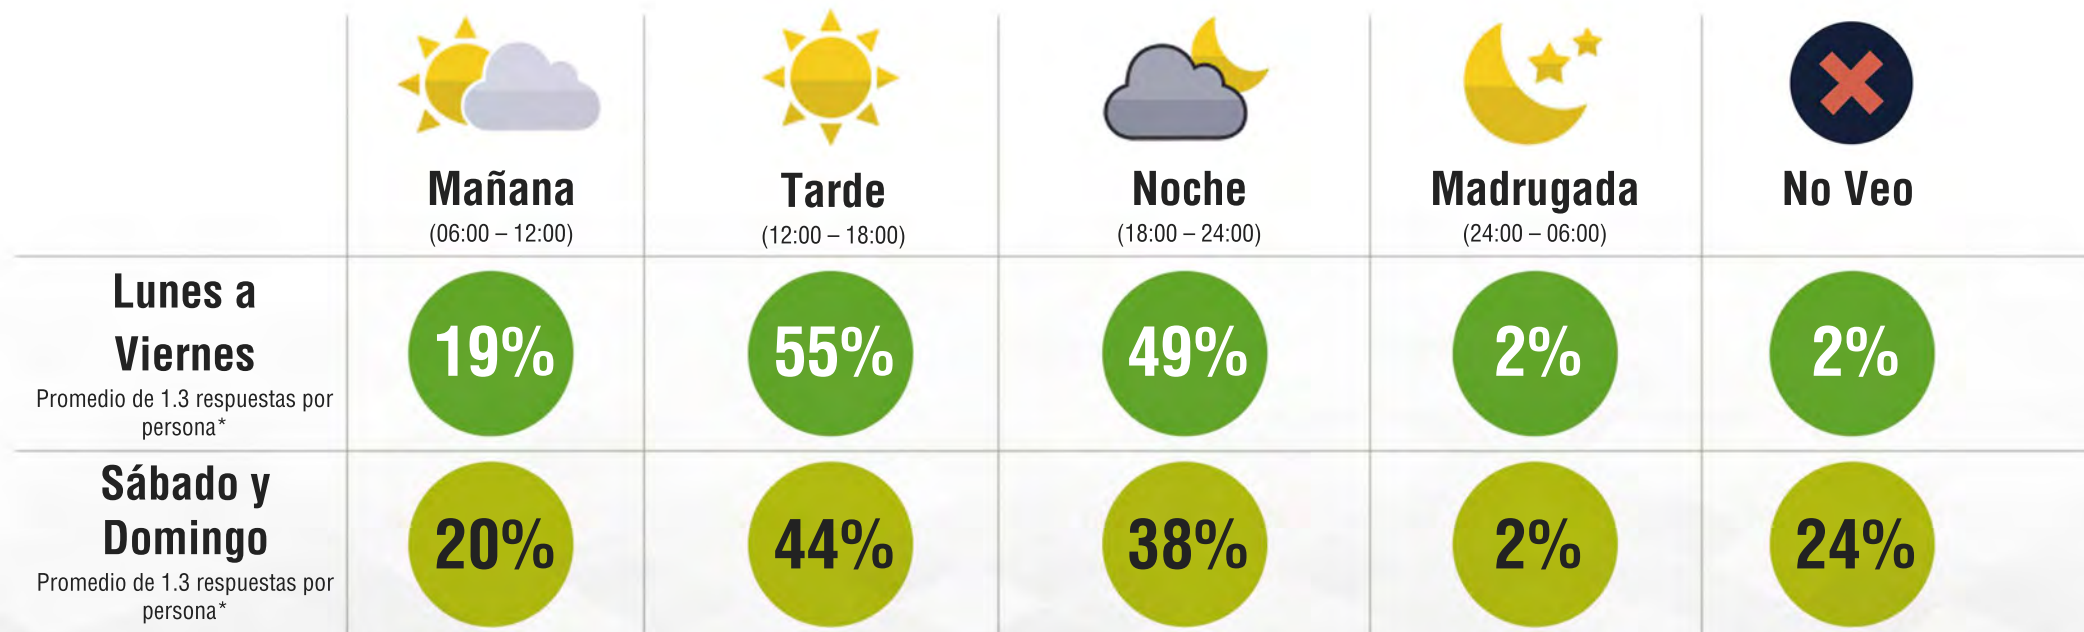 Mañana
(06:00 – 12:00)
Tarde
(12:00 – 18:00)
Noche
(18:00 – 24:00)
Madrugada
(24:00 – 06:00)
No Veo
Lunes a
Viernes
Promedio de 1.3 respuestas por
persona*
19%
55%
49%
2%
2%
Sábado y
Domingo
Promedio de 1.3 respuestas por
persona*
20%
44%
38%
2%
24%